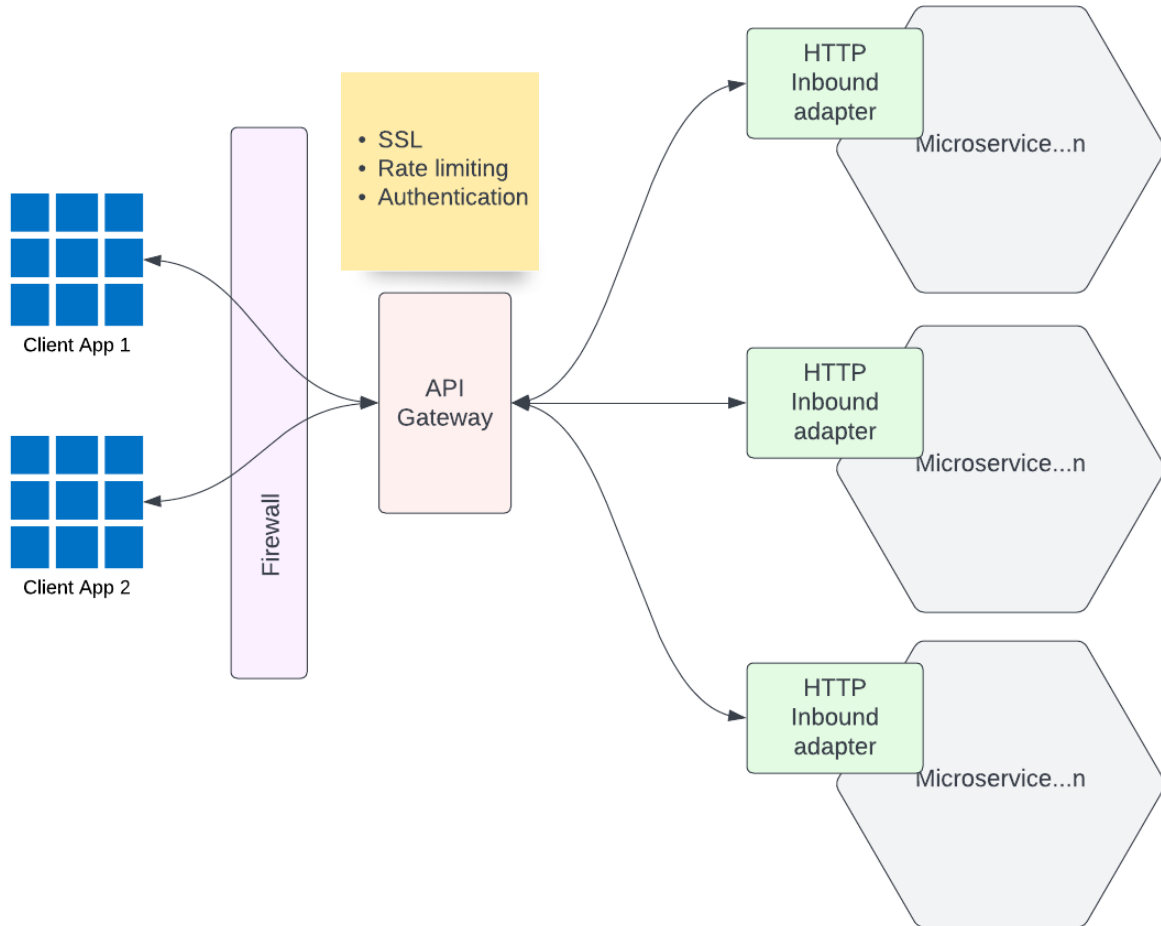 Client App 1
Client App 2
Firewall
• SSL
• Rate limiting
• Authentication
API
Gateway
HTTP
Inbound
adapter
Microservice...n
HTTP
Inbound
adapter
Microservice...n
HTTP
Inbound
adapter
Microservice...n